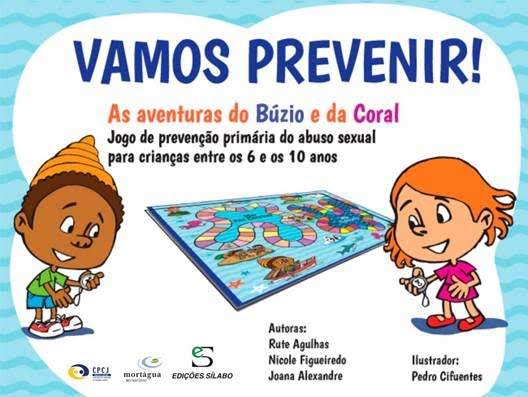 VAMOS PREVENIR!
As aventuras do Búzio e da Coral
Jogo de prevenção primária do abuso sexual
para crianças entre os 6 e os 10 anos
Autoras:
Rute Agulhas
Nicole Figueiredo
Joana Alexandre
Ilustrador:
Pedro Cifuentes
CPCJ
mortágua
EDIÇÕES SÍLABO